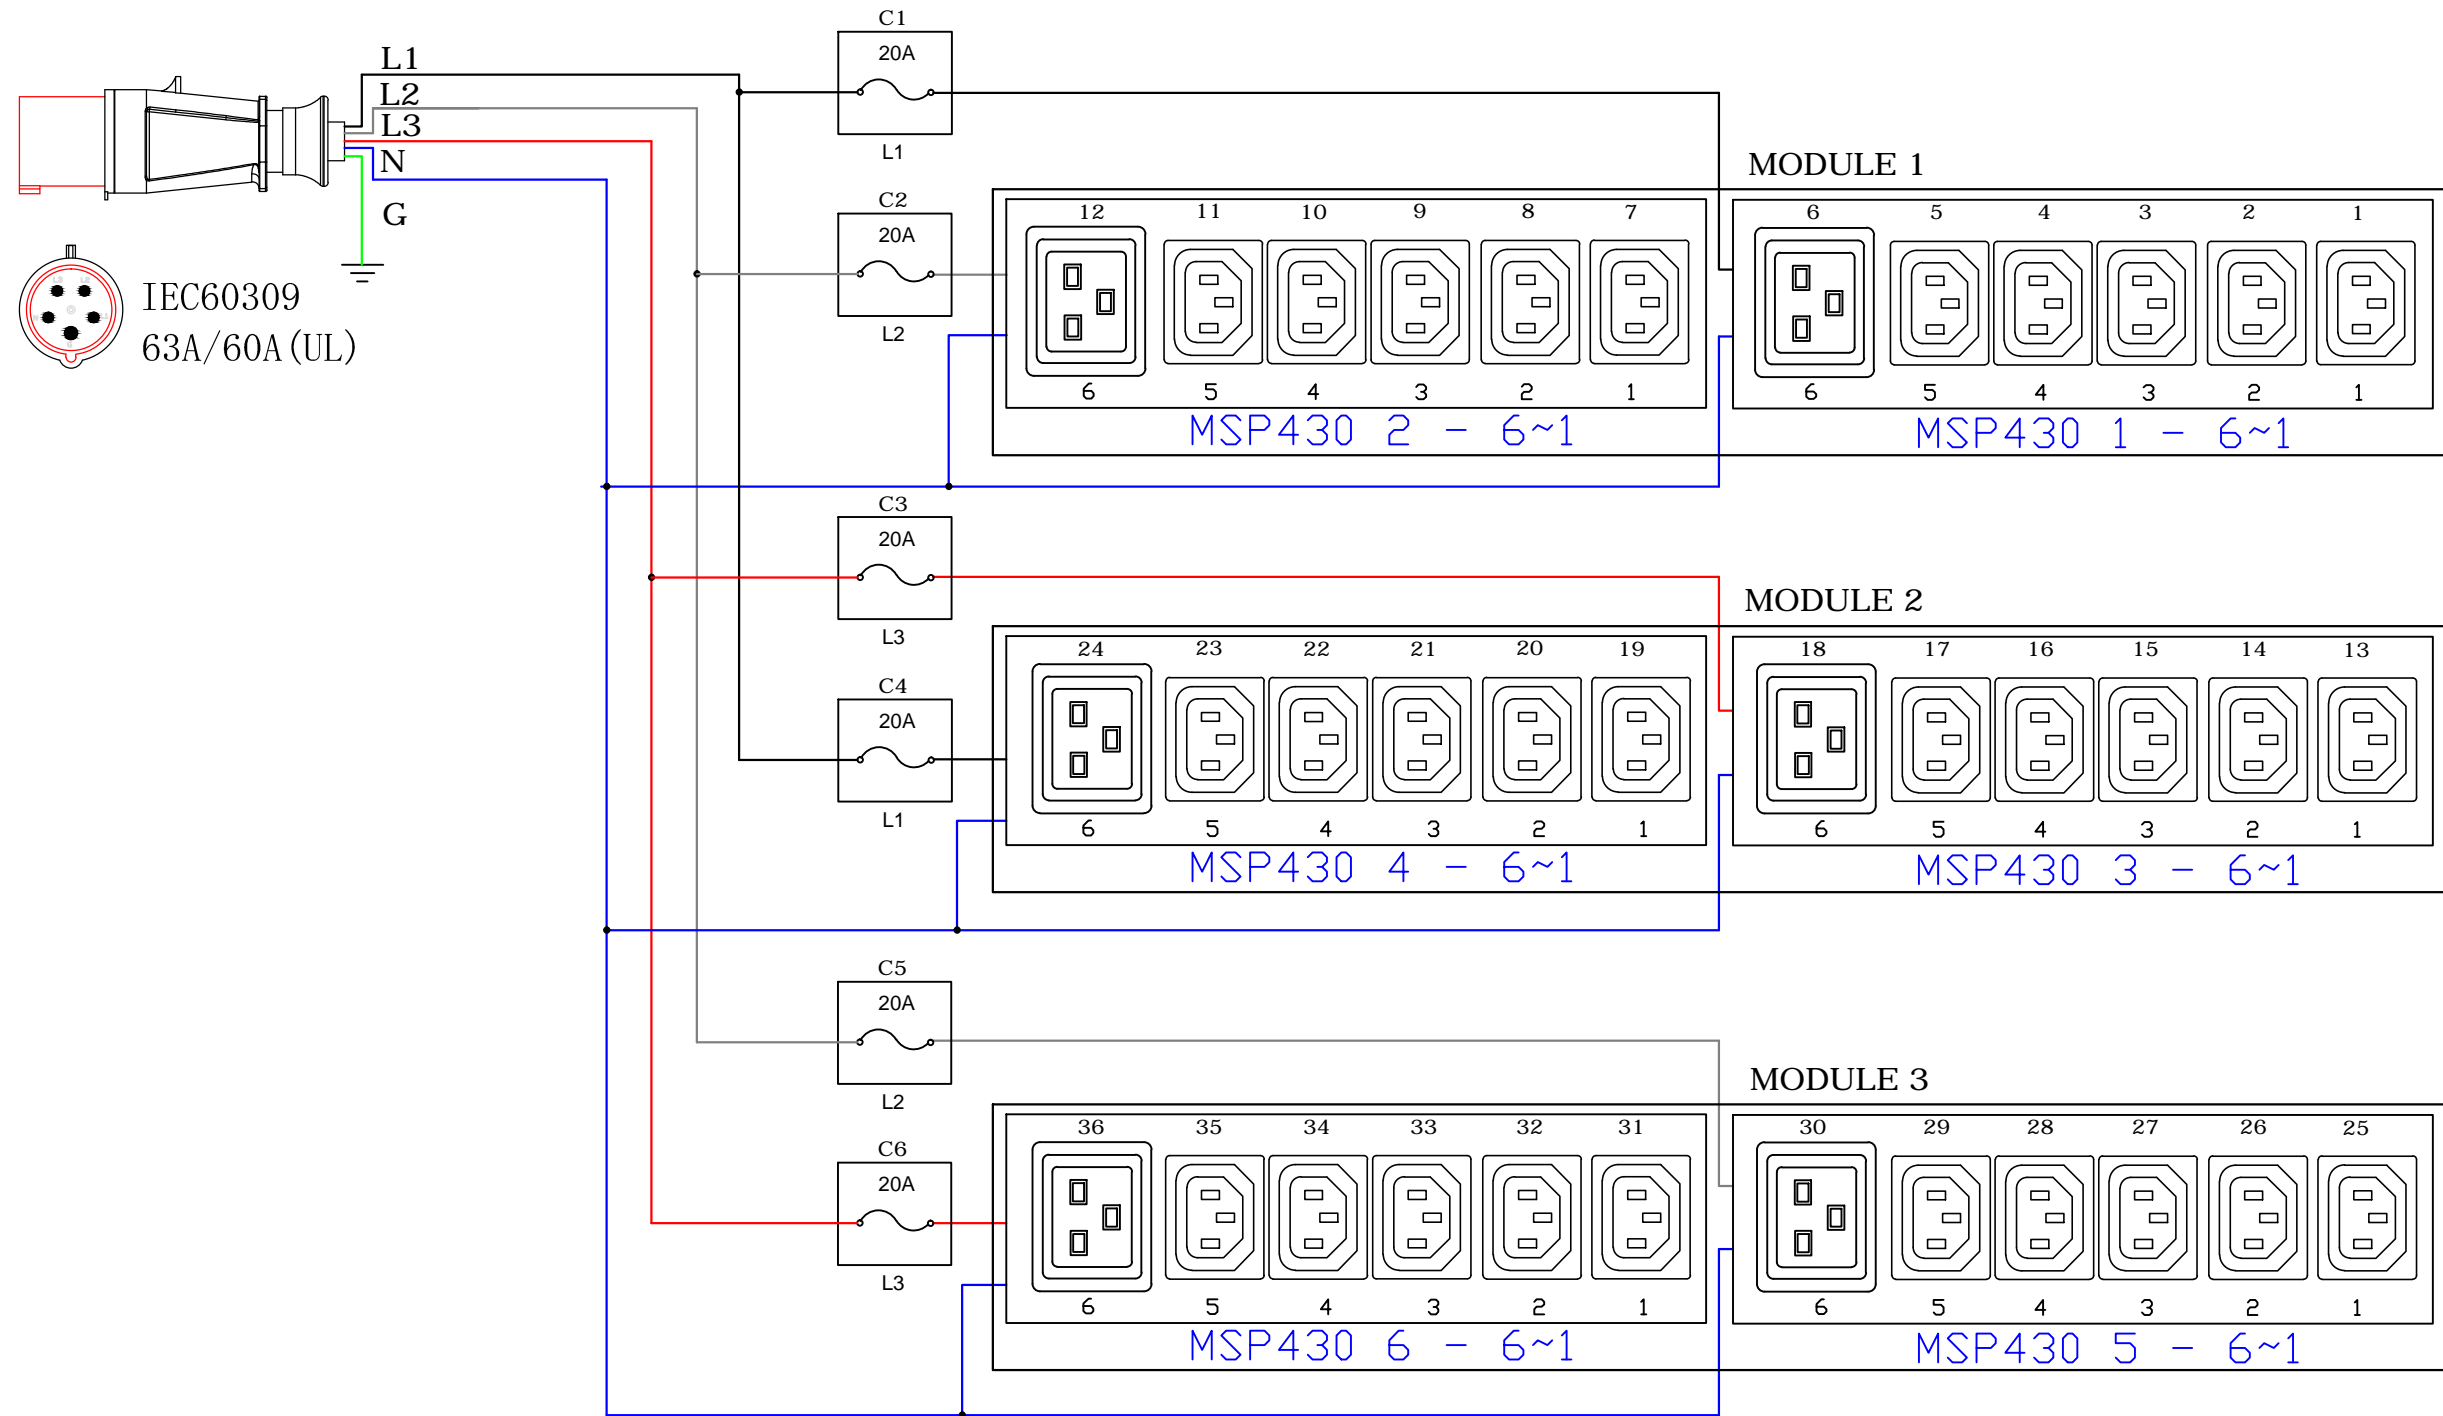 L1
L2
L3
N
G
IEC60309
63A/60A(UL)
C1
20A
L1
C2
20A
L2
MODULE 1
12 11 10 9 8 7 6 5 4 3 2 1
6 5 4 3 2 1 6 5 4 3 2 1
MSP430 2 - 6~1 MSP430 1 - 6~1
C3
20A
L3
C4
20A
L1
MODULE 2
24 23 22 21 20 19 18 17 16 15 14 13
6 5 4 3 2 1 6 5 4 3 2 1
MSP430 4 - 6~1 MSP430 3 - 6~1
C5
20A
L2
C6
20A
L3
MODULE 3
36 35 34 33 32 31 30 29 28 27 26 25
6 5 4 3 2 1 6 5 4 3 2 1
MSP430 6 - 6~1 MSP430 5 - 6~1